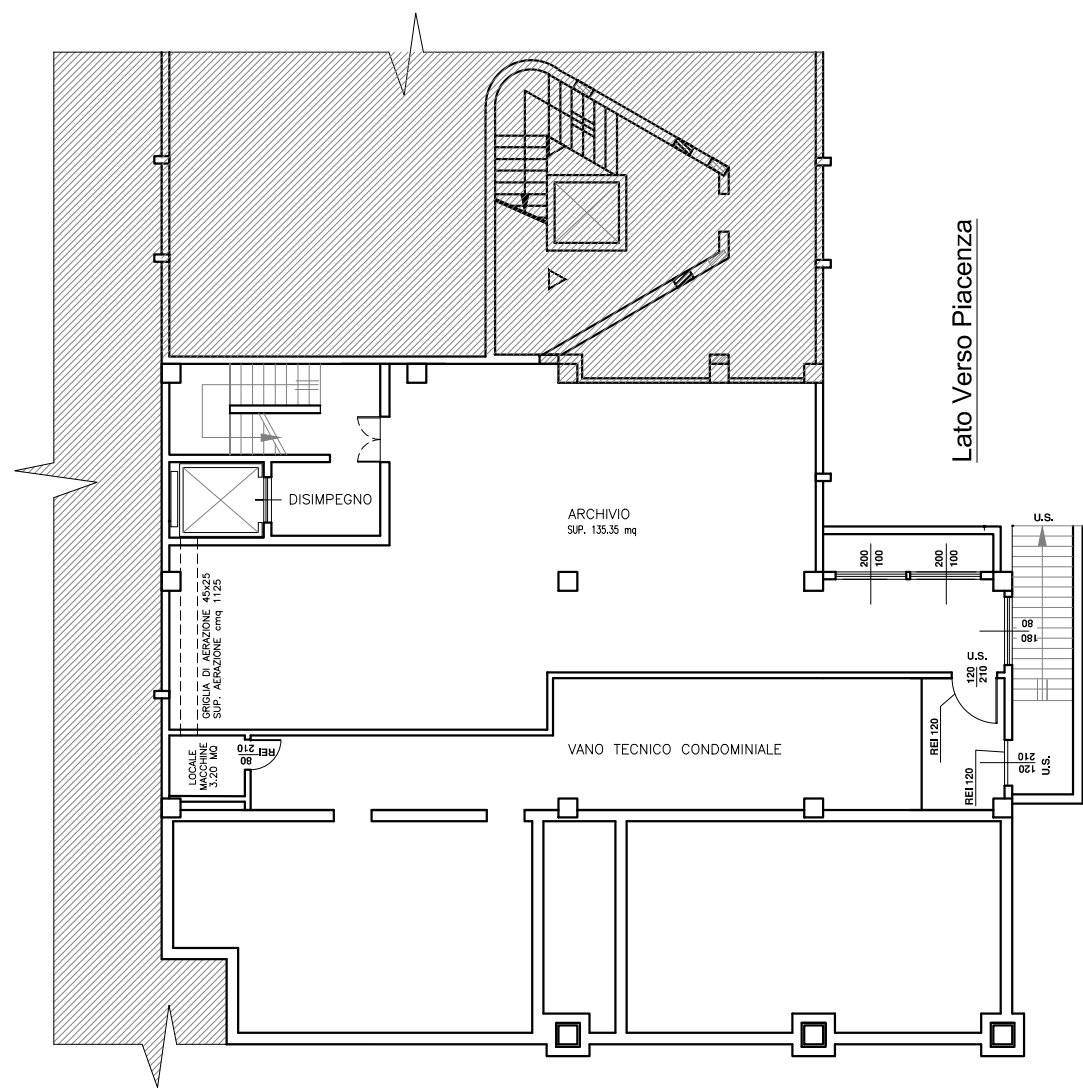 Lato Verso Piacenza
DISIMPEGNO
ARCHIVIO
SUP. 135.35 mq
U.S.
200
100
200
100
GRIGLIA DI AERAZIONE 45x25
SUP. AERAZIONE cmq 1125
80
180
U.S.
120
210
REI 120
LOCALE
MACCHINE
3.20 MQ
REI
210
80
VANO TECNICO CONDOMINIALE
REI 120
120
210
U.S.